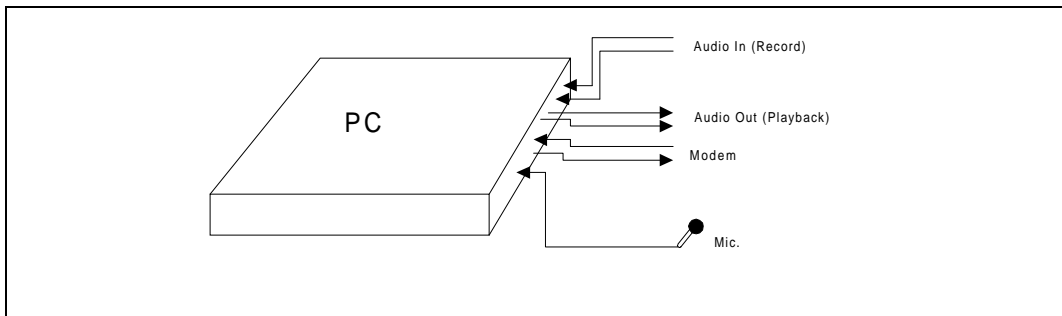 Audio In (Record)
PC
Audio Out (Playback)
Modem
Mic.